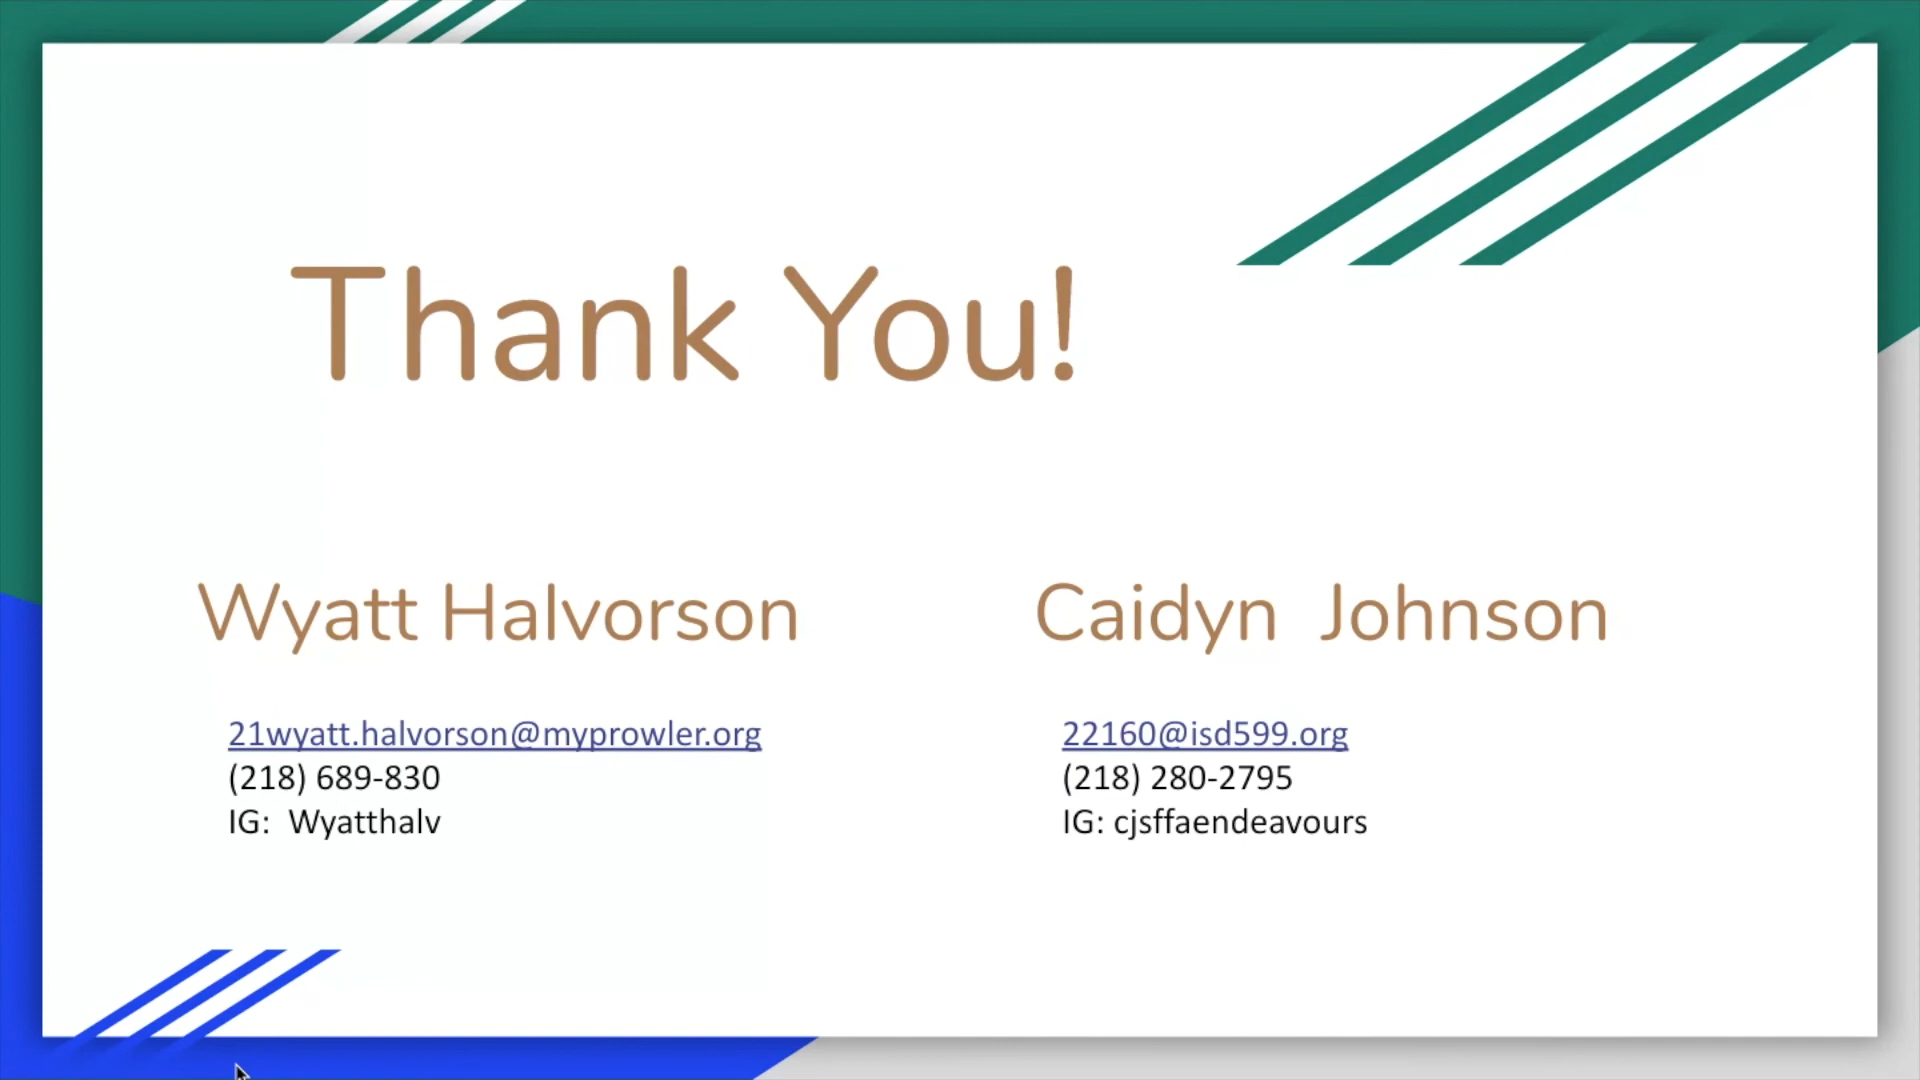 Thank You!
Wyatt Halvorson
21wyatt.halvorson@myprowler.org
(218) 689-830
IG:  Wyatthalv
Caidyn  Johnson
22160@isd599.org
(218) 280-2795
IG: cjsffaendeavours